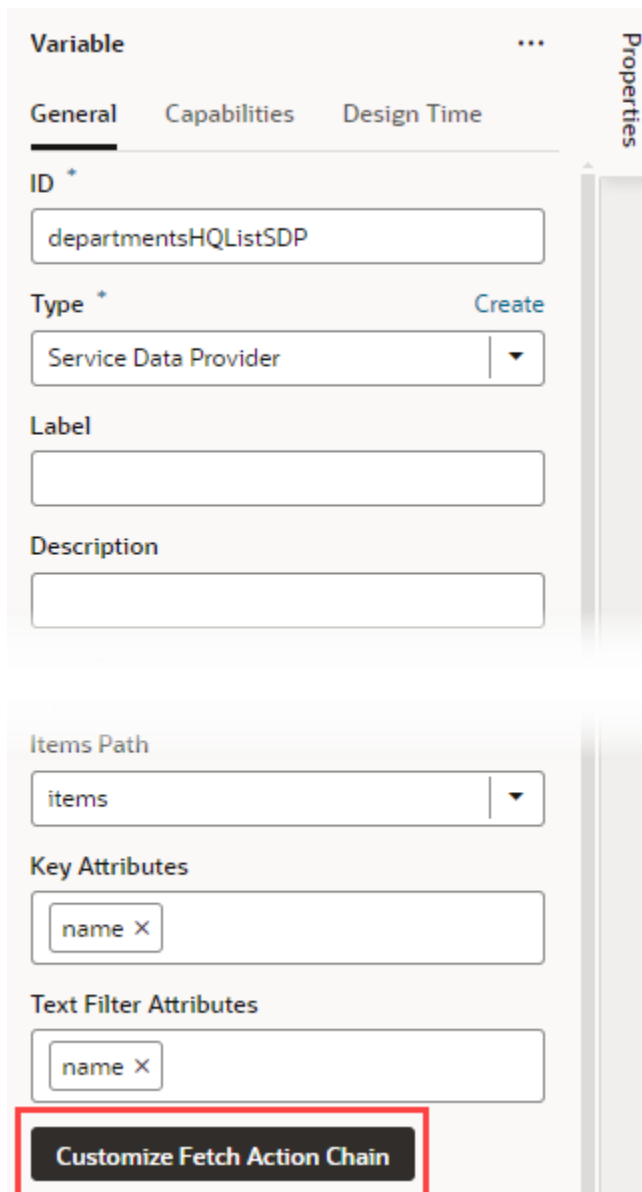 Variable
Properties
General Capabilities Design Time
ID *
departmentsHQListSDP
Type * Create
Service Data Provider
Label
Description
Items Path
items
Key Attributes
name ×
Text Filter Attributes
name ×
Customize Fetch Action Chain